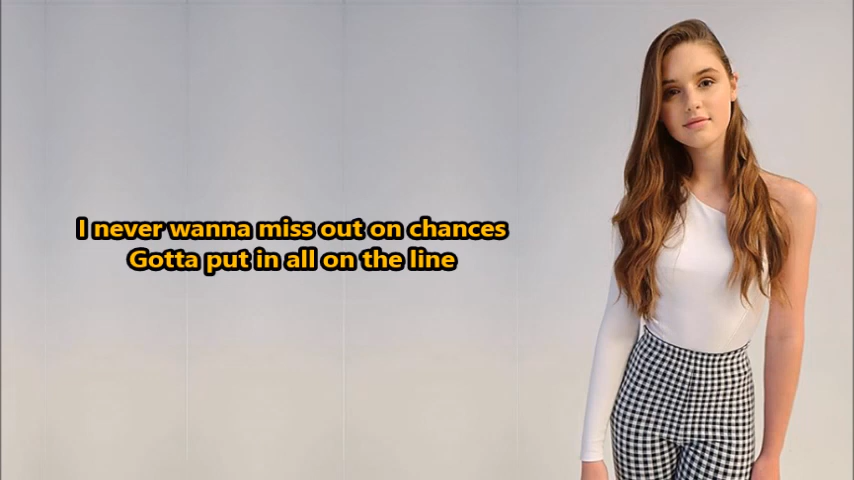 I never wanna miss out on chances
Gotta put in all on the line